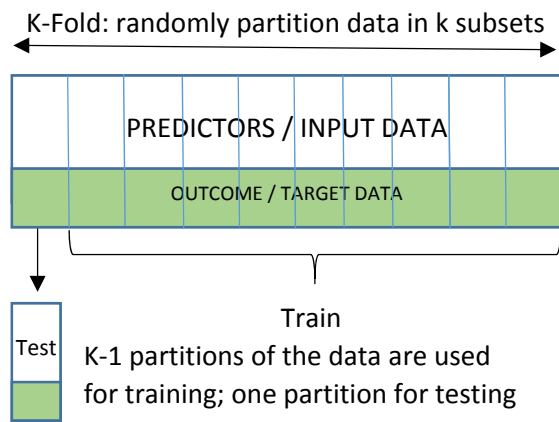 K-Fold: randomly partition data in k subsets
PREDICTORS / INPUT DATA
OUTCOME / TARGET DATA
Test
Train
K-1 partitions of the data are used
for training; one partition for testing